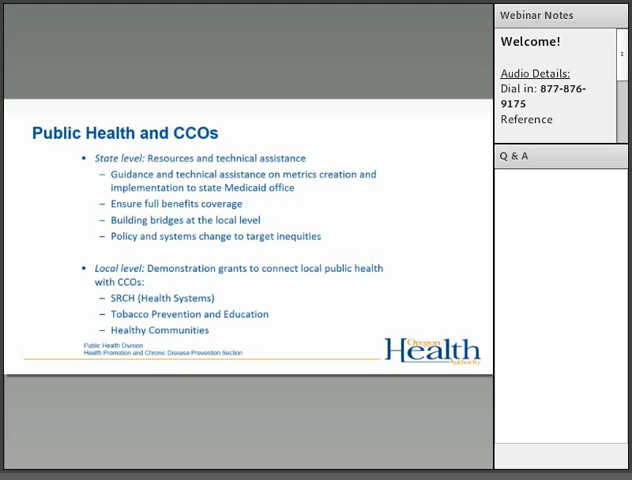 Public Health and CCOs
• State level: Resources and technical assistance
– Guidance and technical assistance on metrics creation and
implementation to state Medicaid office
– Ensure full benefits coverage
– Building bridges at the local level
– Policy and systems change to target inequities
• Local level: Demonstration grants to connect local public health
with CCOs:
– SRCH (Health Systems)
– Tobacco Prevention and Education
– Healthy Communities
Public Health Division
Health Promotion and Chronic Disease Prevention Section
Oregon
Health
Authority
Webinar Notes
Welcome!
Audio Details:
Dial in: 877-876-
9175
Reference
Q & A